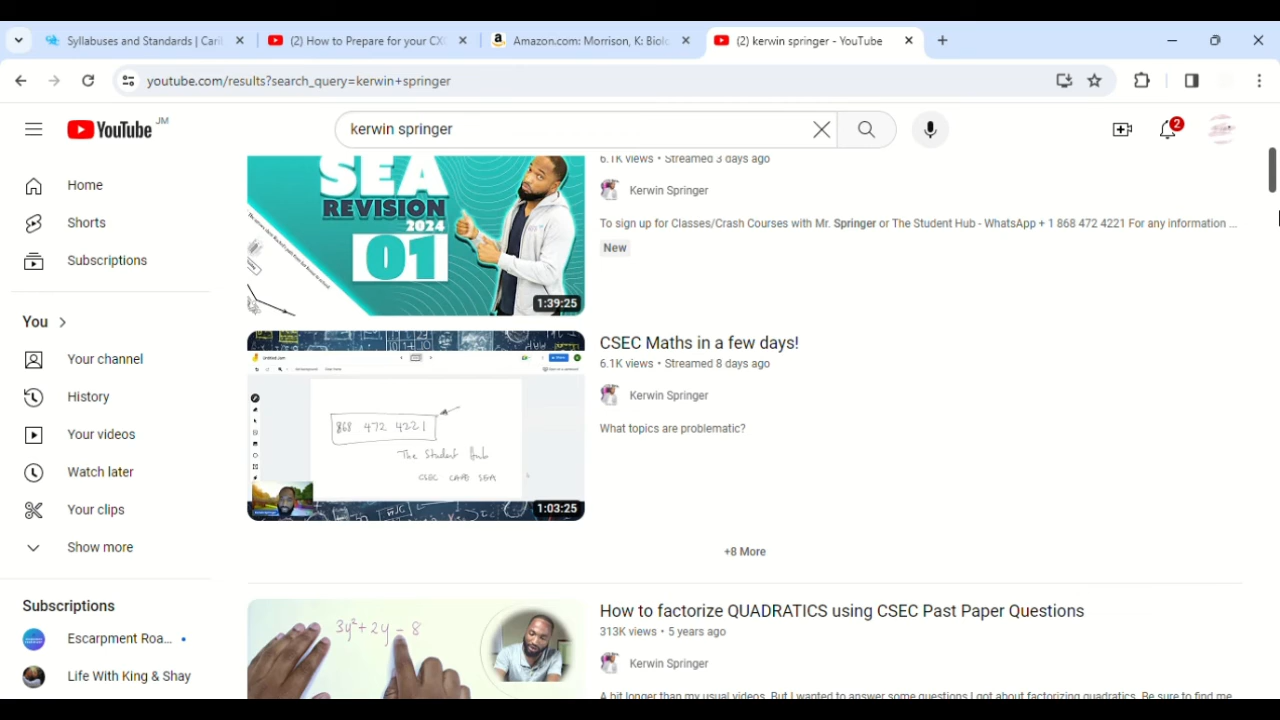 Syllabuses and Standards | Cari
(2) How to Prepare for your CX
Amazon.com: Morrison, K: Biol
(2) kerwin springer - YouTube
youtube.com/results?search_query=kerwin+springer
YouTube JM
kerwin springer
2
Home
Shorts
Subscriptions
You
Your channel
History
Your videos
Watch later
Your clips
Show more
Subscriptions
Escarpment Roa...
Life With King & Shay
SEA
REVISION
2024
01
1:39:25
6.1K views • Streamed 3 days ago
Kerwin Springer
To sign up for Classes/Crash Courses with Mr. Springer or The Student Hub - WhatsApp + 1 868 472 4221 For any information ...
New
868 472 4221
The Student Hub
CSEC CAPE SEA
1:03:25
CSEC Maths in a few days!
6.1K views • Streamed 8 days ago
Kerwin Springer
What topics are problematic?
+8 More
3y² + 2y - 8
How to factorize QUADRATICS using CSEC Past Paper Questions
313K views • 5 years ago
Kerwin Springer
A bit longer than my usual videos. But I wanted to answer some questions I got about factorizing quadratics. Be sure to find me